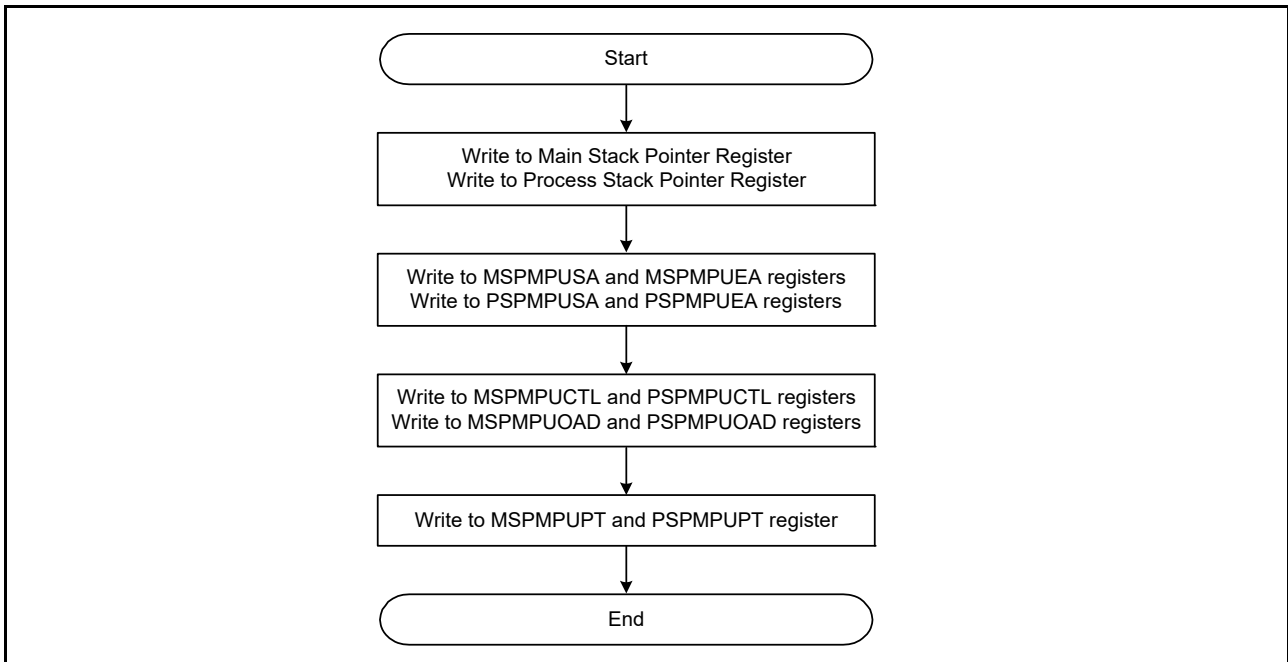 Start
Write to Main Stack Pointer Register
Write to Process Stack Pointer Register
Write to MSPMPUSA and MSPMPUEA registers
Write to PSPMPUSA and PSPMPUEA registers
Write to MSPMPUCTL and PSPMPUCTL registers
Write to MSPMPUOAD and PSPMPUOAD registers
Write to MSPMPUPT and PSPMPUPT register
End